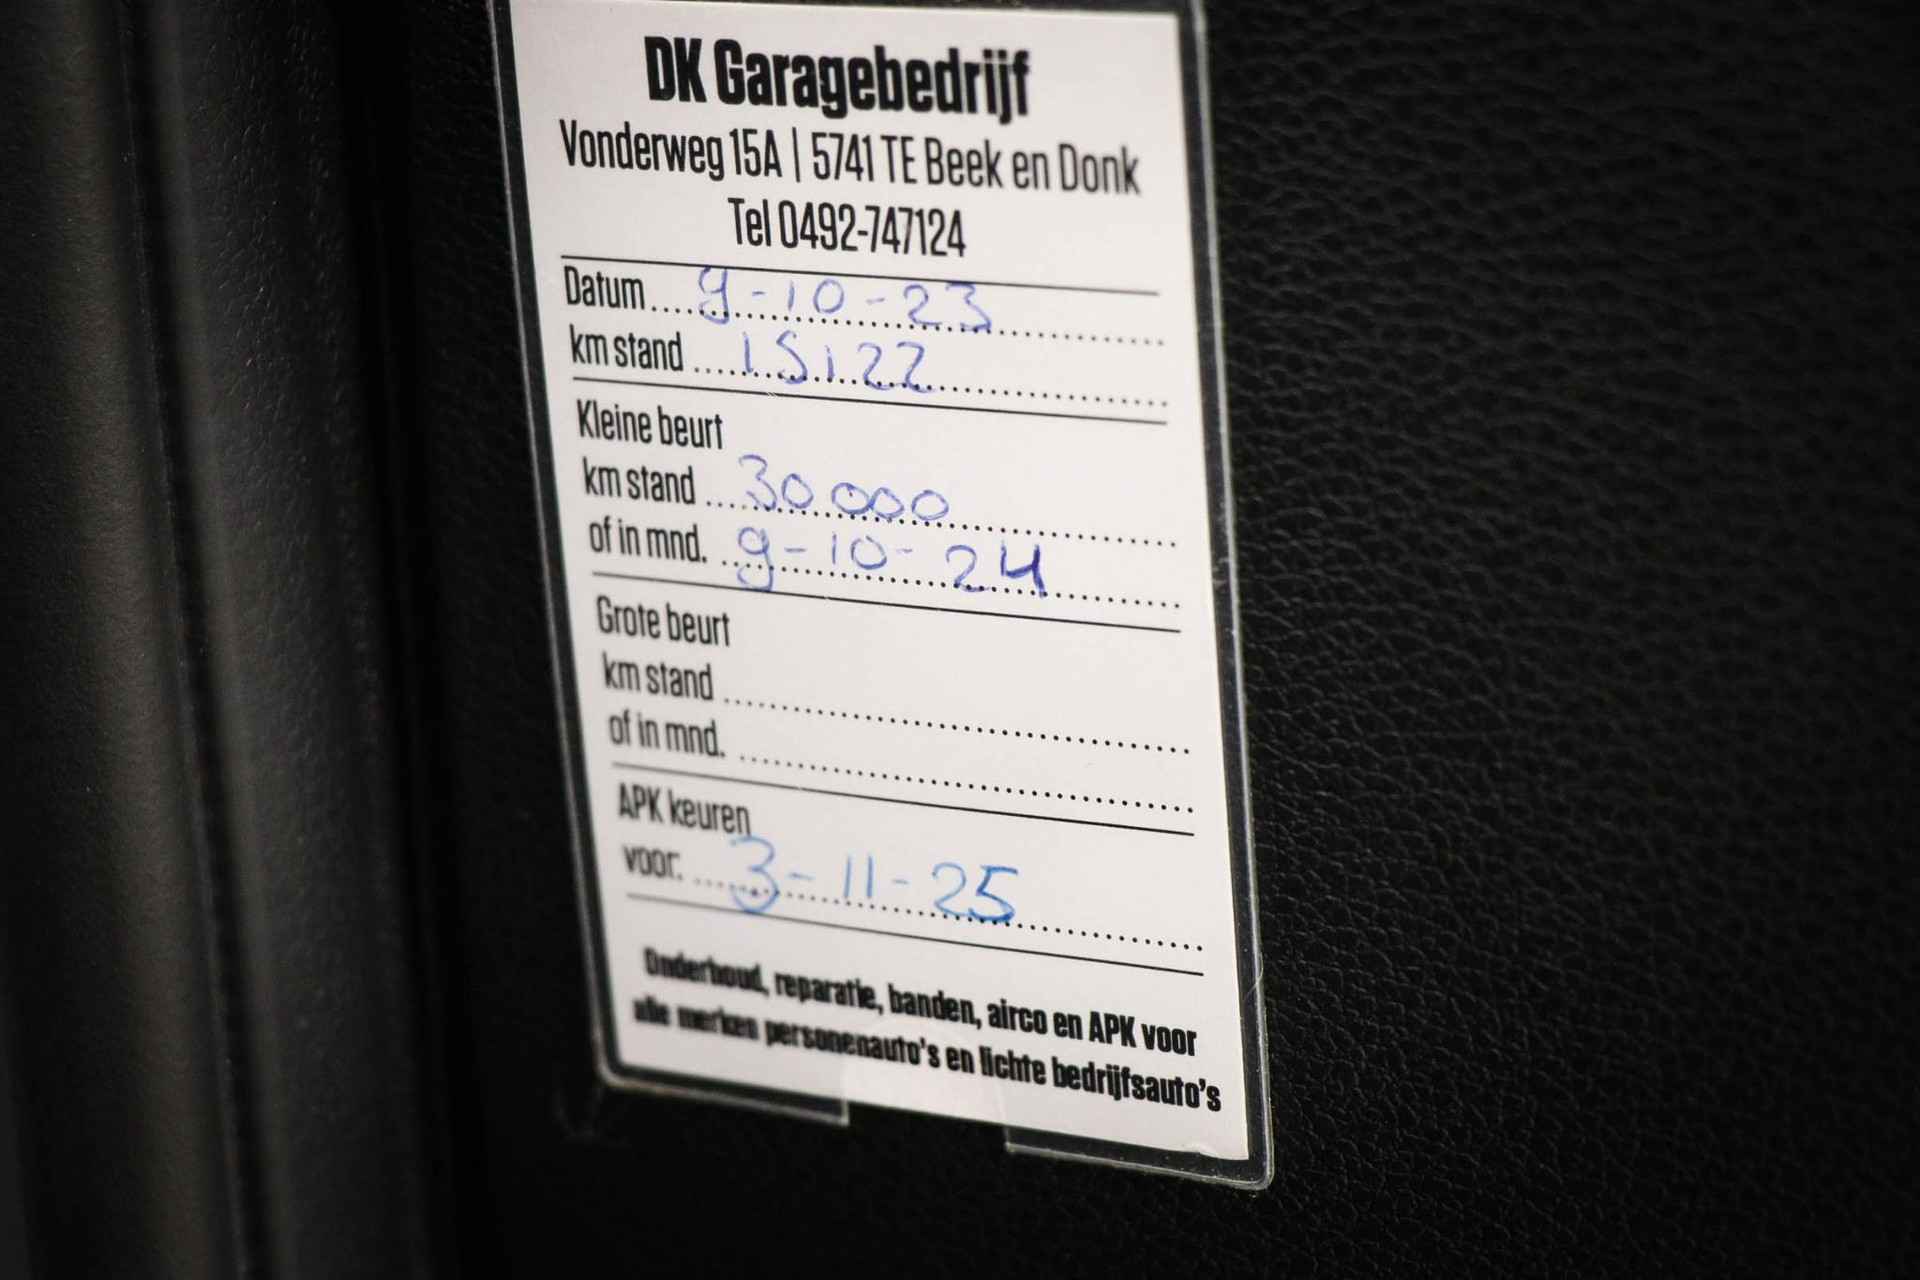 DK Garagebedrijf
Vonderweg 15A | 5741 TE Beek en Donk
Tel 0492-747124
Datum 9-10-23
km stand 15122
Kleine beurt
km stand 30 000
of in mnd. 9-10-24
Grote beurt
km stand
of in mnd.
APK keuren
voor: 3-11-25
Onderhoud, reparatie, banden, airco en APK voor
alle merken personenauto's en lichte bedrijfsauto's